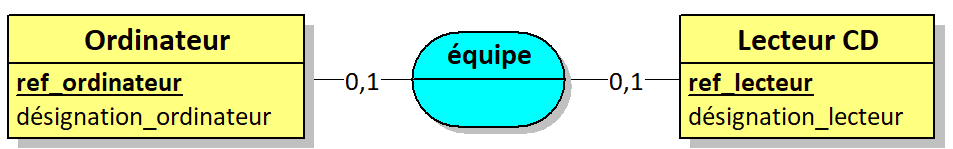 Ordinateur
ref_ordinateur
désignation_ordinateur
0,1
équipe
0,1
Lecteur CD
ref_lecteur
désignation_lecteur